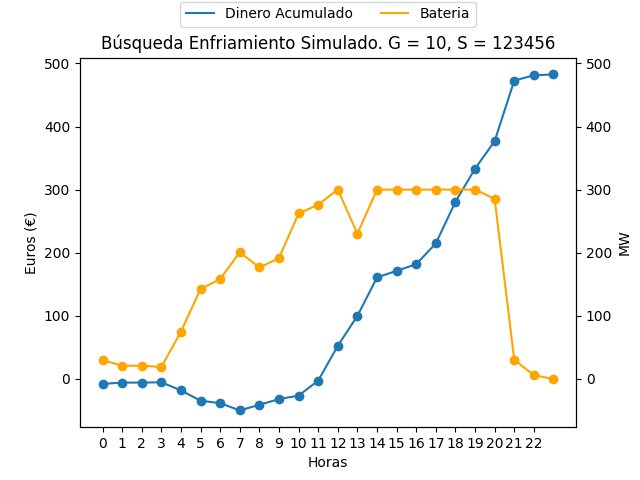 Dinero Acumulado Bateria
Búsqueda Enfriamiento Simulado. G = 10, S = 123456
500 500
400 400
300 300
200 200
100 100
0 0
Euros (€)
MW
0 1 2 3 4 5 6 7 8 9 10 11 12 13 14 15 16 17 18 19 20 21 22
Horas